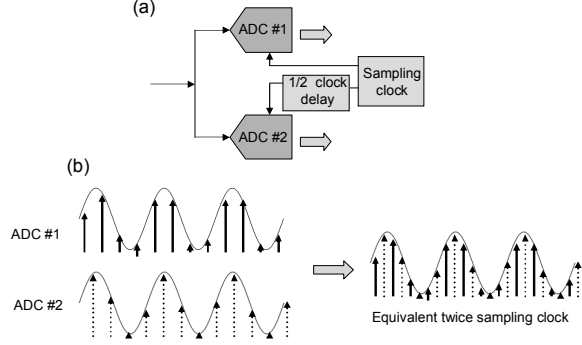 (a)
ADC #1
Sampling
clock
1/2 clock
delay
ADC #2
(b)
ADC #1
ADC #2
Equivalent twice sampling clock